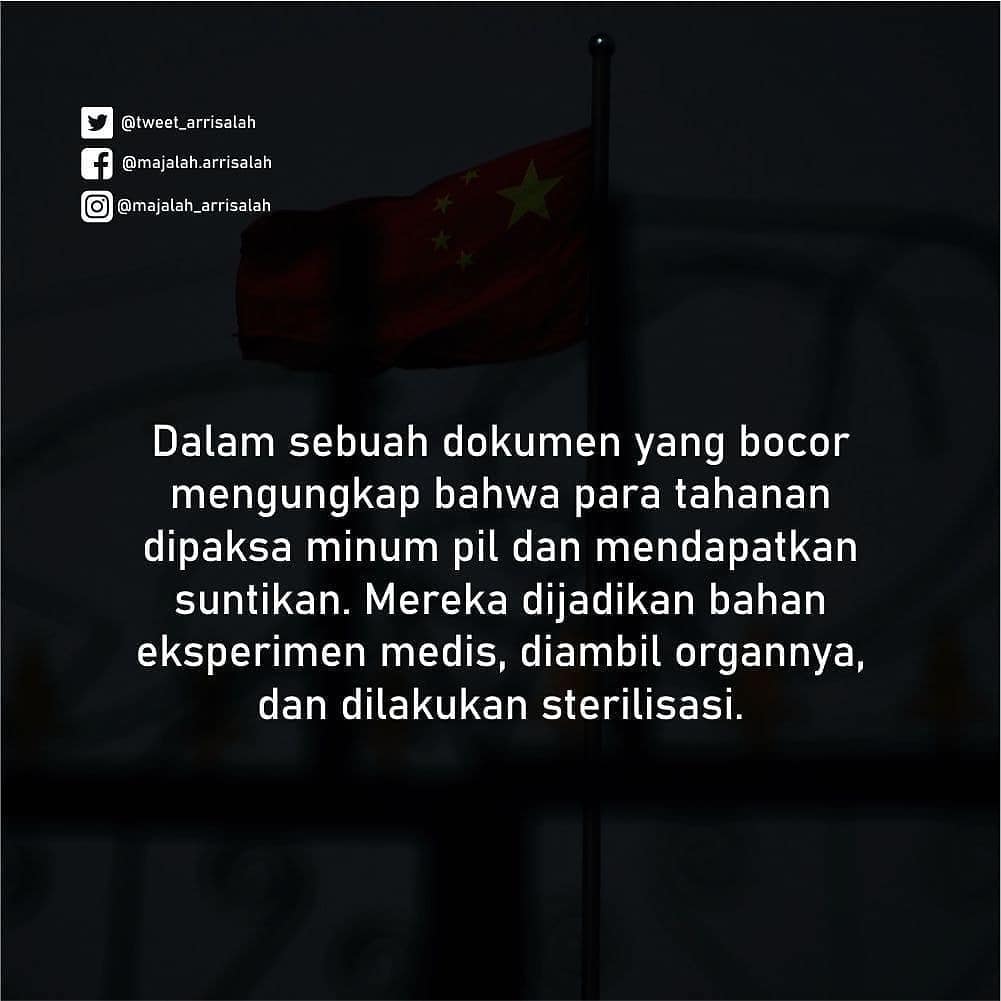 @tweet_arrisalah
@majalah.arrisalah
@majalah_arrisalah
Dalam sebuah dokumen yang bocor
mengungkap bahwa para tahanan
dipaksa minum pil dan mendapatkan
suntikan. Mereka dijadikan bahan
eksperimen medis, diambil organnya,
dan dilakukan sterilisasi.